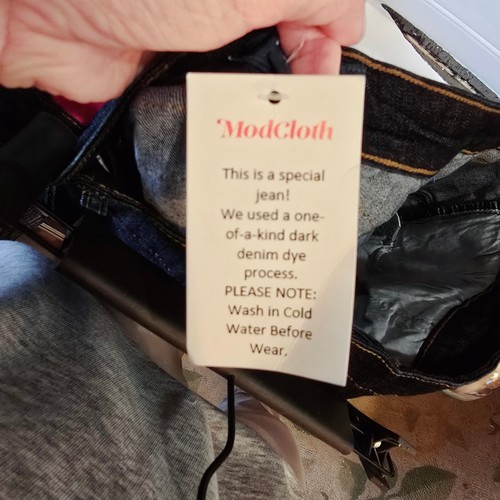 ModCloth
This is a special
jean!
We used a one-
of-a-kind dark
denim dye
process.
PLEASE NOTE:
Wash in Cold
Water Before
Wear.